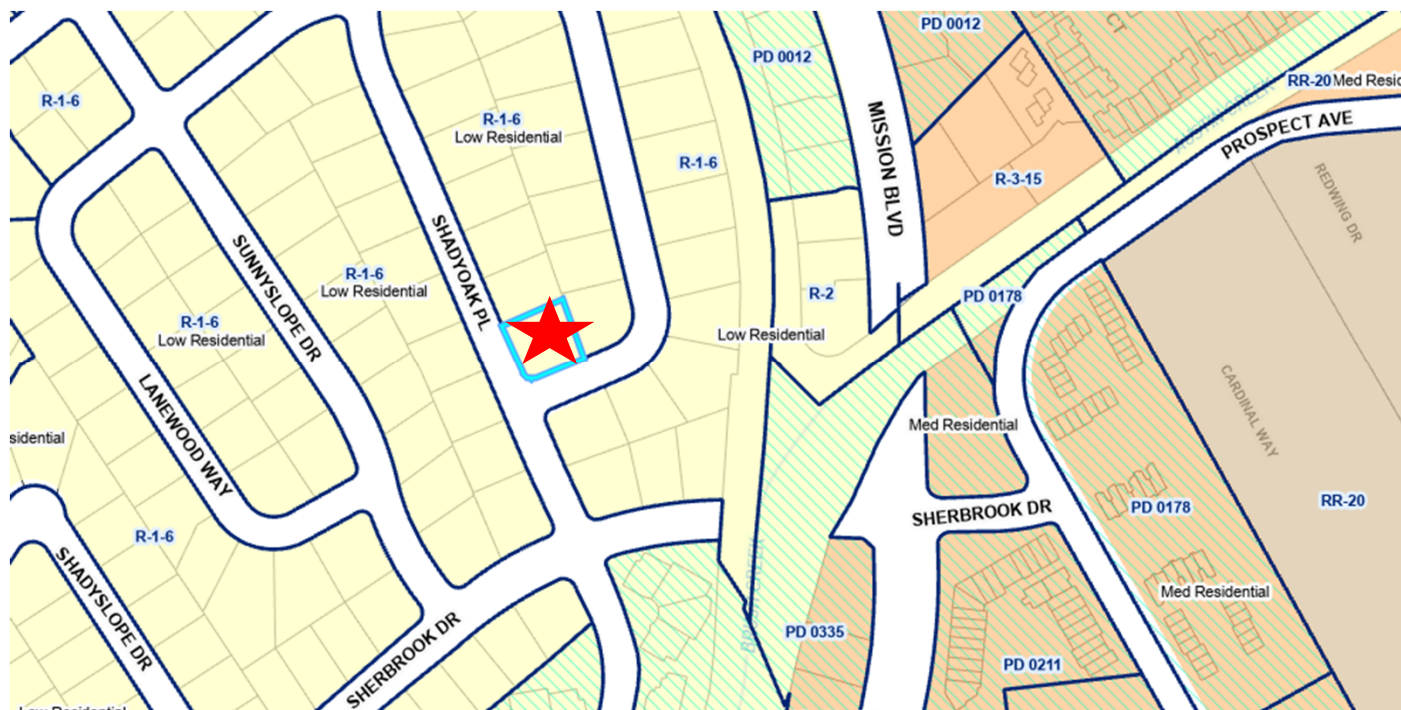 PD 0012
CT
PD 0012
RR-20
Med Resid
R-1-6
AUSTIN CREEK
PROSPECT AVE
MISSION BLVD
R-1-6
Low Residential
R-1-6
R-3-15
REDWING DR
SHADYOAK PL
SUNNYSLOPE DR
R-1-6
Low Residential
R-2
PD 0178
R-1-6
Low Residential
Low Residential
LANEWOOD WAY
CARDINAL WAY
sidential
Med Residential
PD 0178
RR-20
SHERBROOK DR
R-1-6
SHADYSLOPE DR
Med Residential
SHERBROOK DR
PD 0335
PD 0211
Low Residential